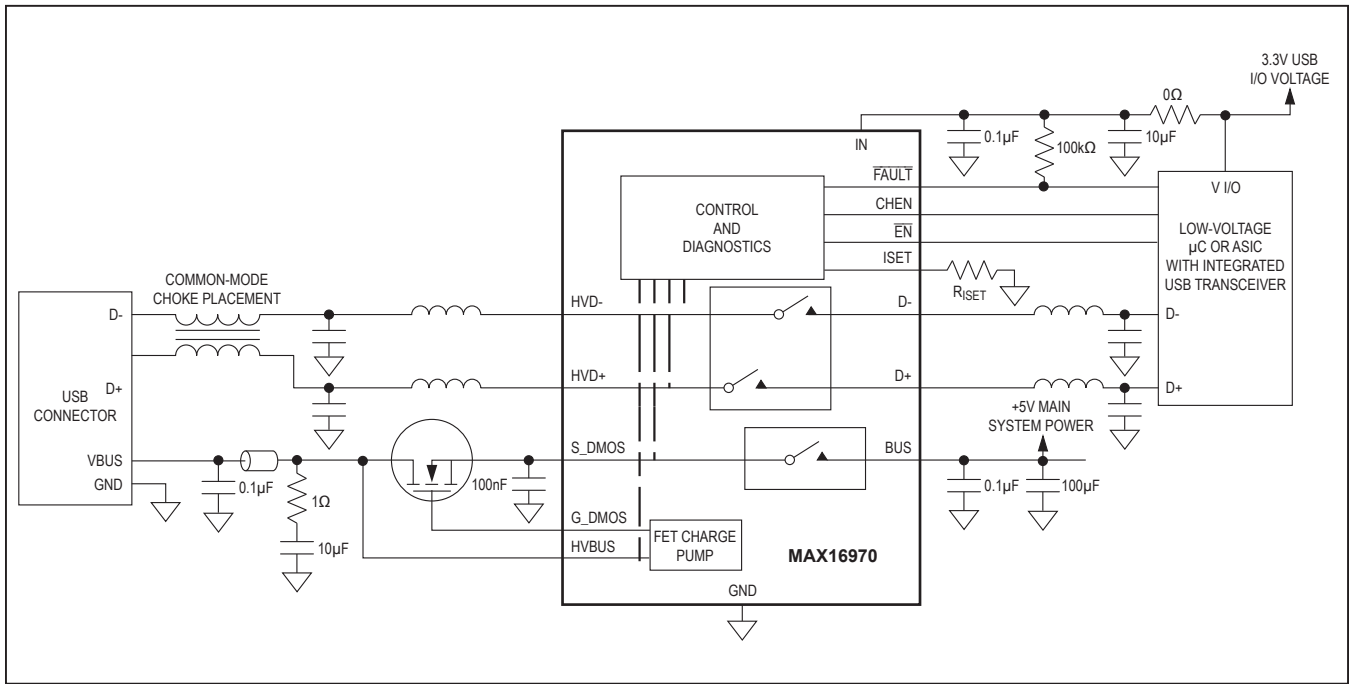 3.3V USB
I/O VOLTAGE
0Ω
0.1µF
100kΩ
10µF
IN
FAULT
CHEN
EN
ISET
RISET
CONTROL
AND
DIAGNOSTICS
V I/O
LOW-VOLTAGE
µC OR ASIC
WITH INTEGRATED
USB TRANSCEIVER
D-
D+
COMMON-MODE
CHOKE PLACEMENT
D-
D+
USB
CONNECTOR
VBUS
GND
HVD-
D-
HVD+
D+
+5V MAIN
SYSTEM POWER
S_DMOS
BUS
0.1µF
1Ω
10µF
100nF
0.1µF
100µF
G_DMOS
HVBUS
FET CHARGE
PUMP
MAX16970
GND